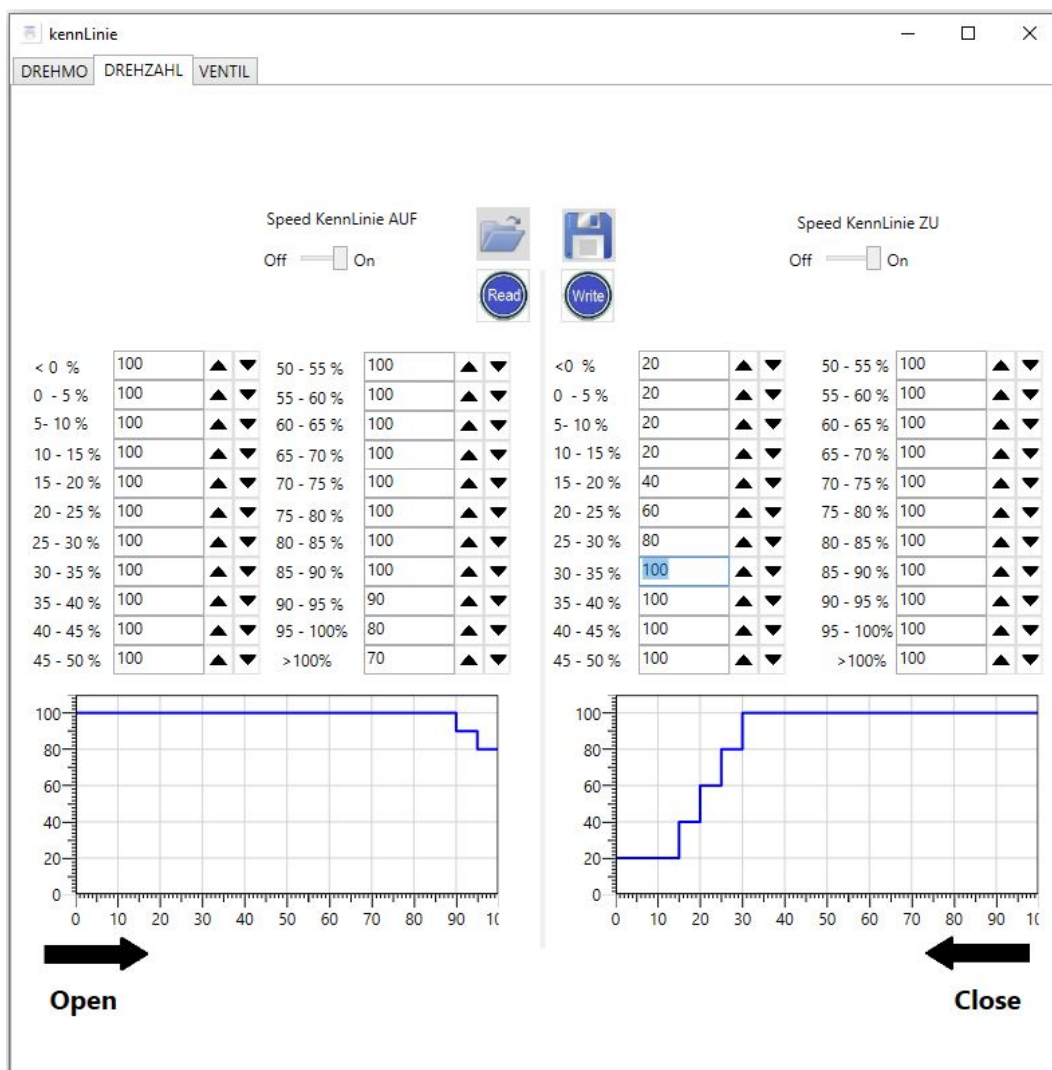 kennLinie
DREHMO DREHZAHL VENTIL
Speed KennLinie AUF
Off On
Read
Write
Speed KennLinie ZU
Off On
< 0 % 100 50 - 55 % 100
0 - 5 % 100 55 - 60 % 100
5- 10 % 100 60 - 65 % 100
10 - 15 % 100 65 - 70 % 100
15 - 20 % 100 70 - 75 % 100
20 - 25 % 100 75 - 80 % 100
25 - 30 % 100 80 - 85 % 100
30 - 35 % 100 85 - 90 % 100
35 - 40 % 100 90 - 95 % 90
40 - 45 % 100 95 - 100% 80
45 - 50 % 100 >100% 70
<0 % 20 50 - 55 % 100
0 - 5 % 20 55 - 60 % 100
5- 10 % 20 60 - 65 % 100
10 - 15 % 20 65 - 70 % 100
15 - 20 % 40 70 - 75 % 100
20 - 25 % 60 75 - 80 % 100
25 - 30 % 80 80 - 85 % 100
30 - 35 % 100 85 - 90 % 100
35 - 40 % 100 90 - 95 % 100
40 - 45 % 100 95 - 100% 100
45 - 50 % 100 >100% 100
100
80
60
40
20
0
0 10 20 30 40 50 60 70 80 90 10
Open
100
80
60
40
20
0
0 10 20 30 40 50 60 70 80 90 10
Close